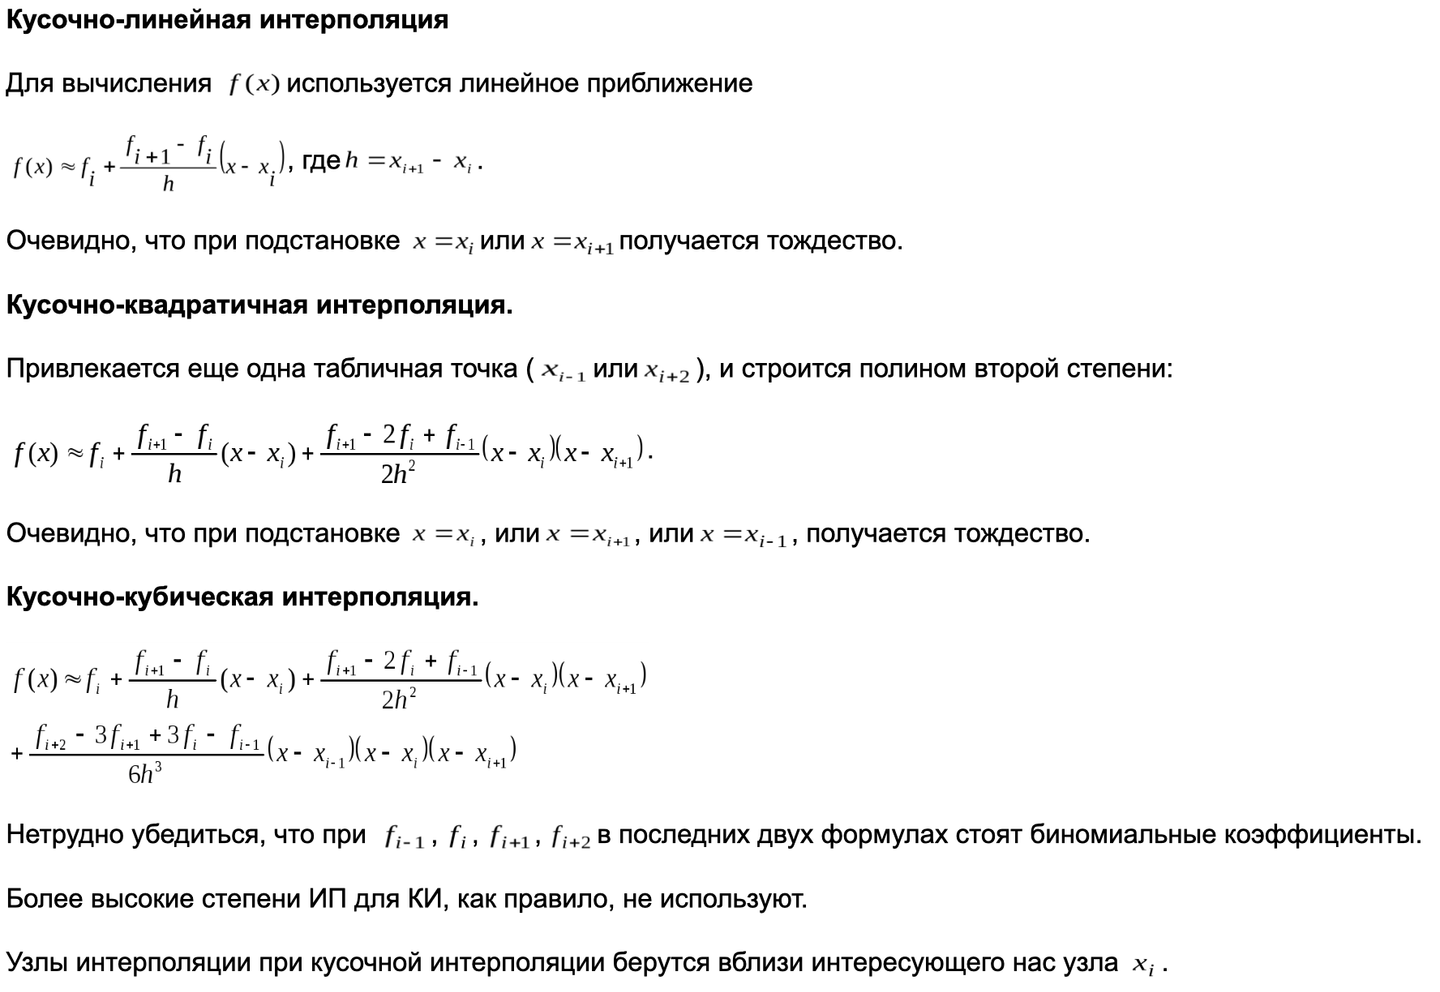 Кусочно-линейная интерполяция
Для вычисления f(x) используется линейное приближение
f(x) ≈ f_i + \frac{f_{i+1} - f_i}{h}(x - x_i), где h = x_{i+1} - x_i.
Очевидно, что при подстановке x = x_i или x = x_{i+1} получается тождество.
Кусочно-квадратичная интерполяция.
Привлекается еще одна табличная точка ( x_{i-1} или x_{i+2} ), и строится полином второй степени:
f(x) ≈ f_i + \frac{f_{i+1} - f_i}{h}(x - x_i) + \frac{f_{i+1} - 2f_i + f_{i-1}}{2h^2}(x - x_i)(x - x_{i+1}).
Очевидно, что при подстановке x = x_i, или x = x_{i+1}, или x = x_{i-1}, получается тождество.
Кусочно-кубическая интерполяция.
f(x) ≈ f_i + \frac{f_{i+1} - f_i}{h}(x - x_i) + \frac{f_{i+1} - 2f_i + f_{i-1}}{2h^2}(x - x_i)(x - x_{i+1})
+ \frac{f_{i+2} - 3f_{i+1} + 3f_i - f_{i-1}}{6h^3}(x - x_{i-1})(x - x_i)(x - x_{i+1})
Нетрудно убедиться, что при f_{i-1}, f_i, f_{i+1}, f_{i+2} в последних двух формулах стоят биномиальные коэффициенты.
Более высокие степени ИП для КИ, как правило, не используют.
Узлы интерполяции при кусочной интерполяции берутся вблизи интересующего нас узла x_i.